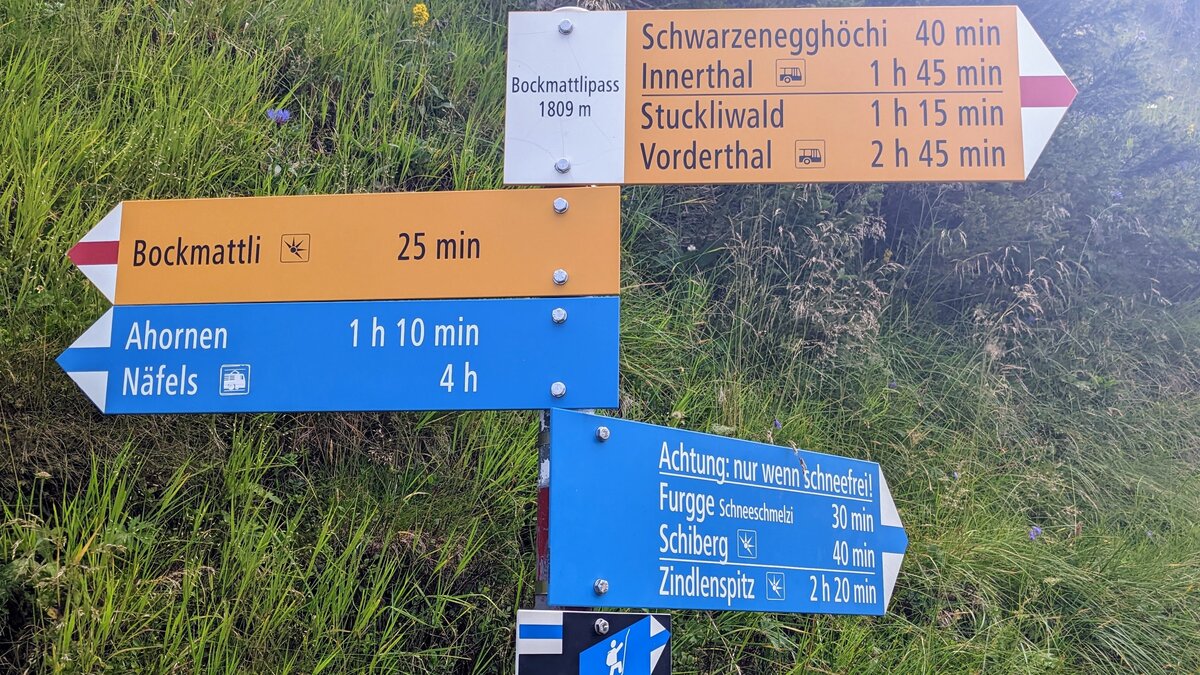 Bockmattlipass
1809 m
Schwarzenegghöchi 40 min
Innerthal 1 h 45 min
Stuckliwald 1 h 15 min
Vorderthal 2 h 45 min
Bockmattli 25 min
Ahornen 1 h 10 min
Näfels 4 h
Achtung: nur wenn schneefrei!
Furgge Schneeschmelzi 30 min
Schiberg 40 min
Zindlenspitz 2 h 20 min